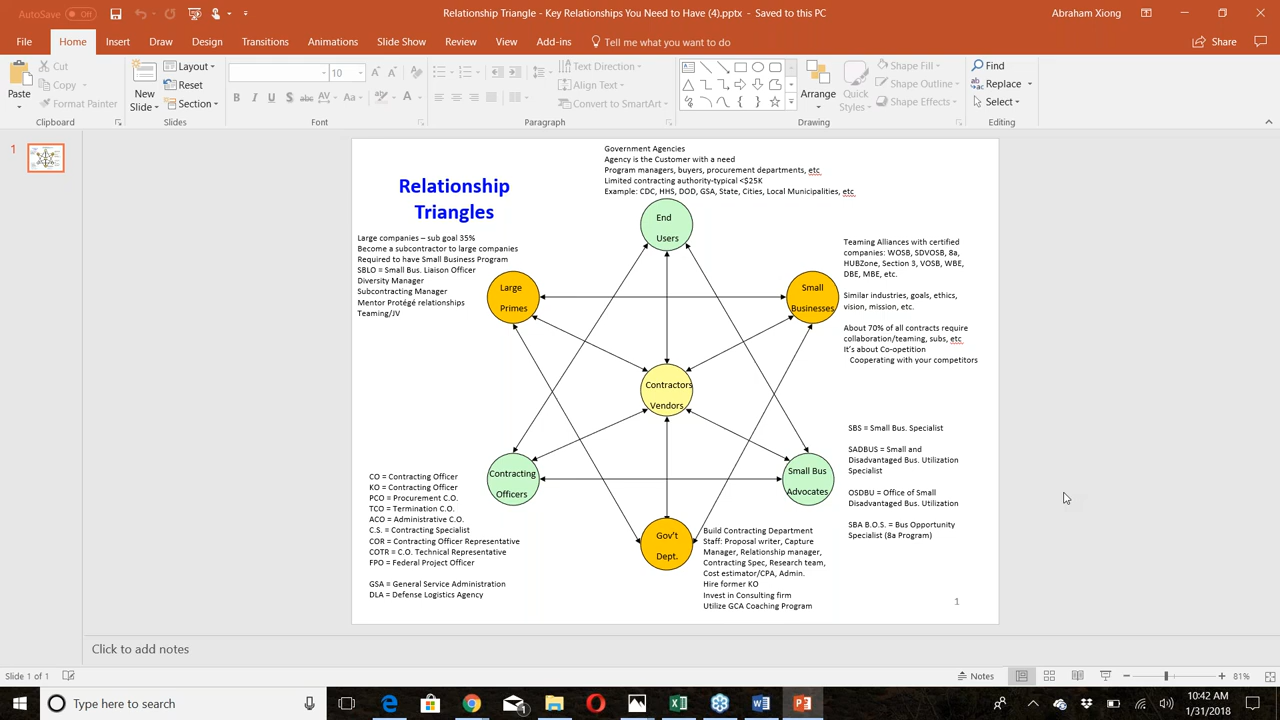 AutoSave Off
Relationship Triangle - Key Relationships You Need to Have (4).pptx - Saved to this PC
Abraham Xiong
File Home Insert Draw Design Transitions Animations Slide Show Review View Add-ins Tell me what you want to do Share
Paste
Cut
Copy
Format Painter
Clipboard
New Slide
Layout
Reset
Section
Slides
10
Font
Text Direction
Align Text
Convert to SmartArt
Paragraph
Arrange
Quick Styles
Shape Fill
Shape Outline
Shape Effects
Drawing
Find
Replace
Select
Editing
1
Relationship
Triangles
Government Agencies
Agency is the Customer with a need
Program managers, buyers, procurement departments, etc
Limited contracting authority-typical <$25K
Example: CDC, HHS, DOD, GSA, State, Cities, Local Municipalities, etc
End
Users
Large companies – sub goal 35%
Become a subcontractor to large companies
Required to have Small Business Program
SBLO = Small Bus. Liaison Officer
Diversity Manager
Subcontracting Manager
Mentor Protégé relationships
Teaming/JV
Large
Primes
Small
Businesses
Teaming Alliances with certified
companies: WOSB, SDVOSB, 8a,
HUBZone, Section 3, VOSB, WBE,
DBE, MBE, etc.
Similar industries, goals, ethics,
vision, mission, etc.
About 70% of all contracts require
collaboration/teaming, subs, etc
It's about Co-opetition
Cooperating with your competitors
Contractors
Vendors
Contracting
Officers
Small Bus
Advocates
SBS = Small Bus. Specialist
SADBUS = Small and
Disadvantaged Bus. Utilization
Specialist
OSDBU = Office of Small
Disadvantaged Bus. Utilization
SBA B.O.S. = Bus Opportunity
Specialist (8a Program)
CO = Contracting Officer
KO = Contracting Officer
PCO = Procurement C.O.
TCO = Termination C.O.
ACO = Administrative C.O.
C.S. = Contracting Specialist
COR = Contracting Officer Representative
COTR = C.O. Technical Representative
FPO = Federal Project Officer
GSA = General Service Administration
DLA = Defense Logistics Agency
Gov't
Dept.
Build Contracting Department
Staff: Proposal writer, Capture
Manager, Relationship manager,
Contracting Spec, Research team,
Cost estimator/CPA, Admin.
Hire former KO
Invest in Consulting firm
Utilize GCA Coaching Program
1
Click to add notes
Slide 1 of 1
Notes
81%
Type here to search
10:42 AM
1/31/2018